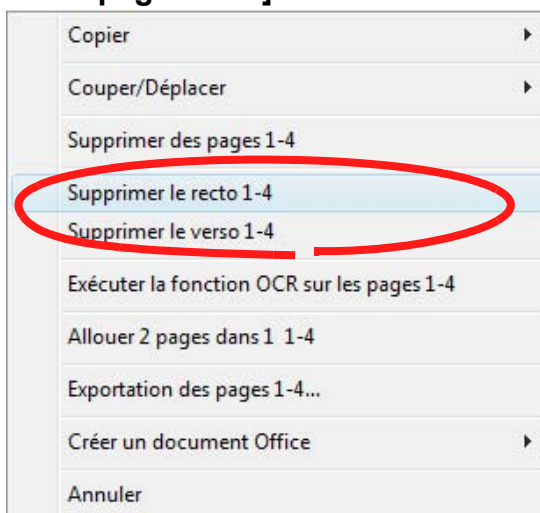 Copier
Couper/Déplacer
Supprimer des pages 1-4
Supprimer le recto 1-4
Supprimer le verso 1-4
Exécuter la fonction OCR sur les pages 1-4
Allouer 2 pages dans 1 1-4
Exportation des pages 1-4...
Créer un document Office
Annuler